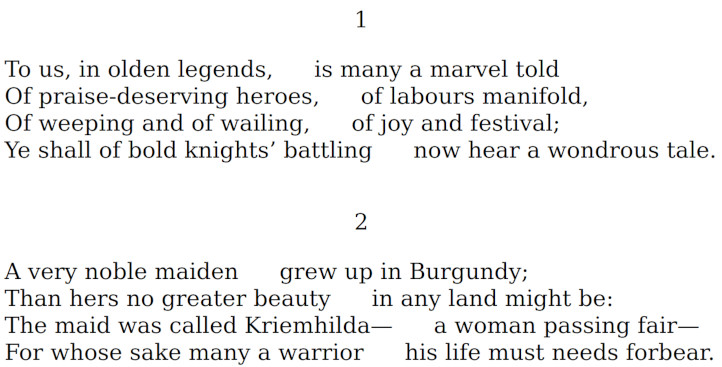 1
To us, in olden legends, is many a marvel told
Of praise-deserving heroes, of labours manifold,
Of weeping and of wailing, of joy and festival;
Ye shall of bold knights’ battling now hear a wondrous tale.
2
A very noble maiden grew up in Burgundy;
Than hers no greater beauty in any land might be:
The maid was called Kriemhilda— a woman passing fair—
For whose sake many a warrior his life must needs forbear.